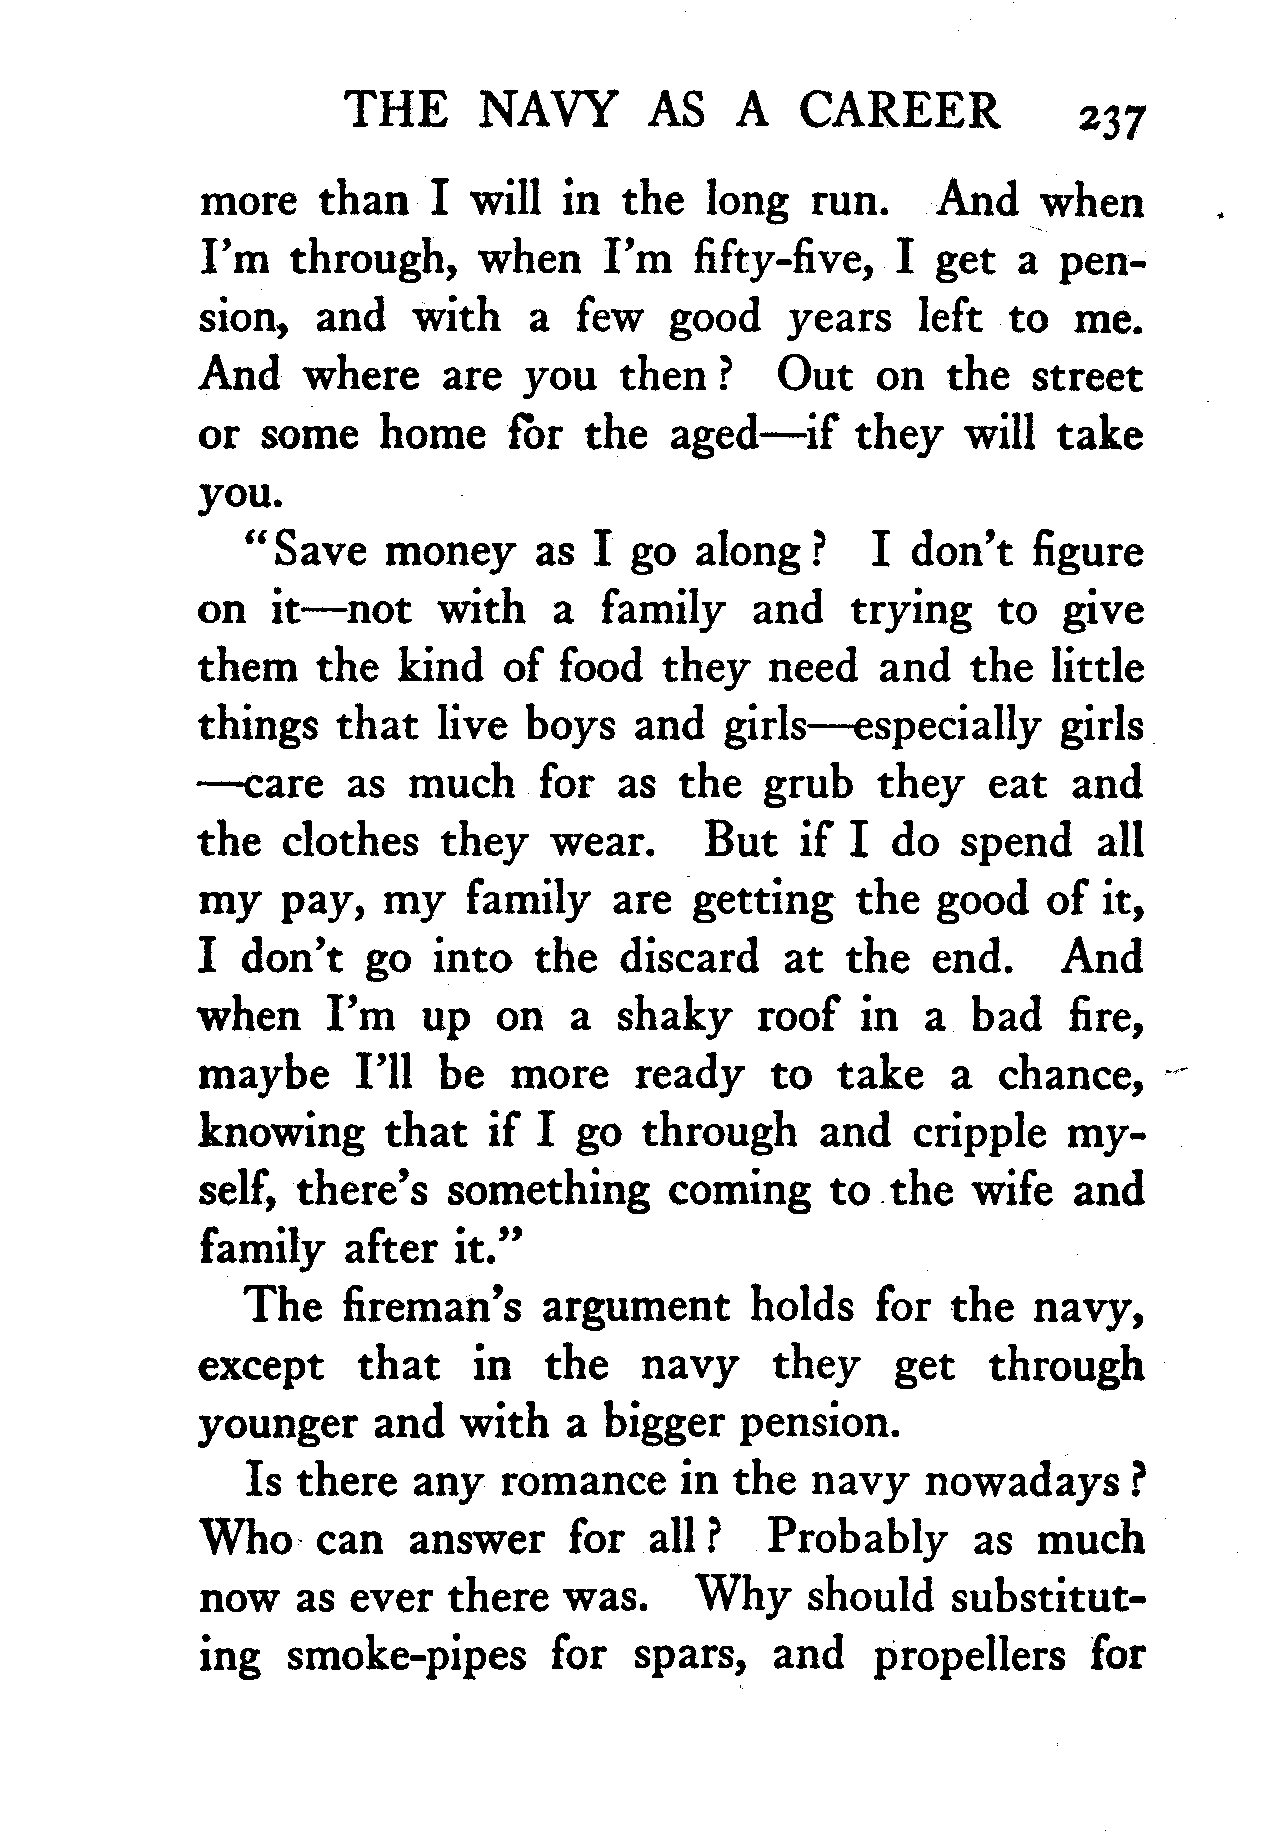 THE NAVY AS A CAREER 237
more than I will in the long run. And when
I'm through, when I'm fifty-five, I get a pen-
sion, and with a few good years left to me.
And where are you then? Out on the street
or some home for the aged—if they will take
you.
"Save money as I go along? I don't figure
on it—not with a family and trying to give
them the kind of food they need and the little
things that live boys and girls—especially girls
—care as much for as the grub they eat and
the clothes they wear. But if I do spend all
my pay, my family are getting the good of it,
I don't go into the discard at the end. And
when I'm up on a shaky roof in a bad fire,
maybe I'll be more ready to take a chance,
knowing that if I go through and cripple my-
self, there's something coming to the wife and
family after it."
The fireman's argument holds for the navy,
except that in the navy they get through
younger and with a bigger pension.
Is there any romance in the navy nowadays?
Who can answer for all? Probably as much
now as ever there was. Why should substitut-
ing smoke-pipes for spars, and propellers for